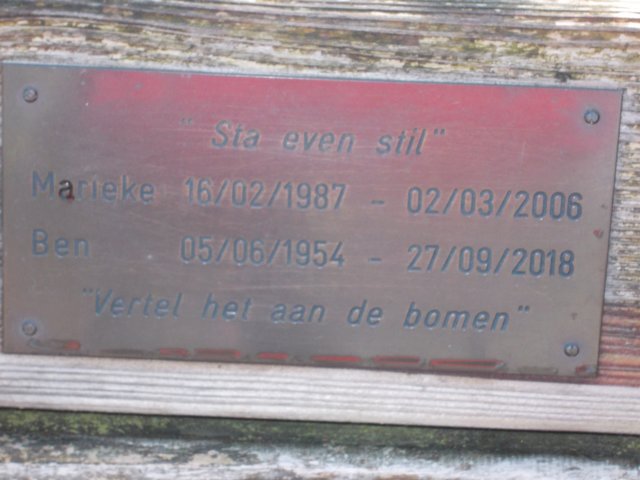 " Sta even stil"
Marieke 16/02/1987 - 02/03/2006
Ben 05/06/1954 - 27/09/2018
"Vertel het aan de bomen"